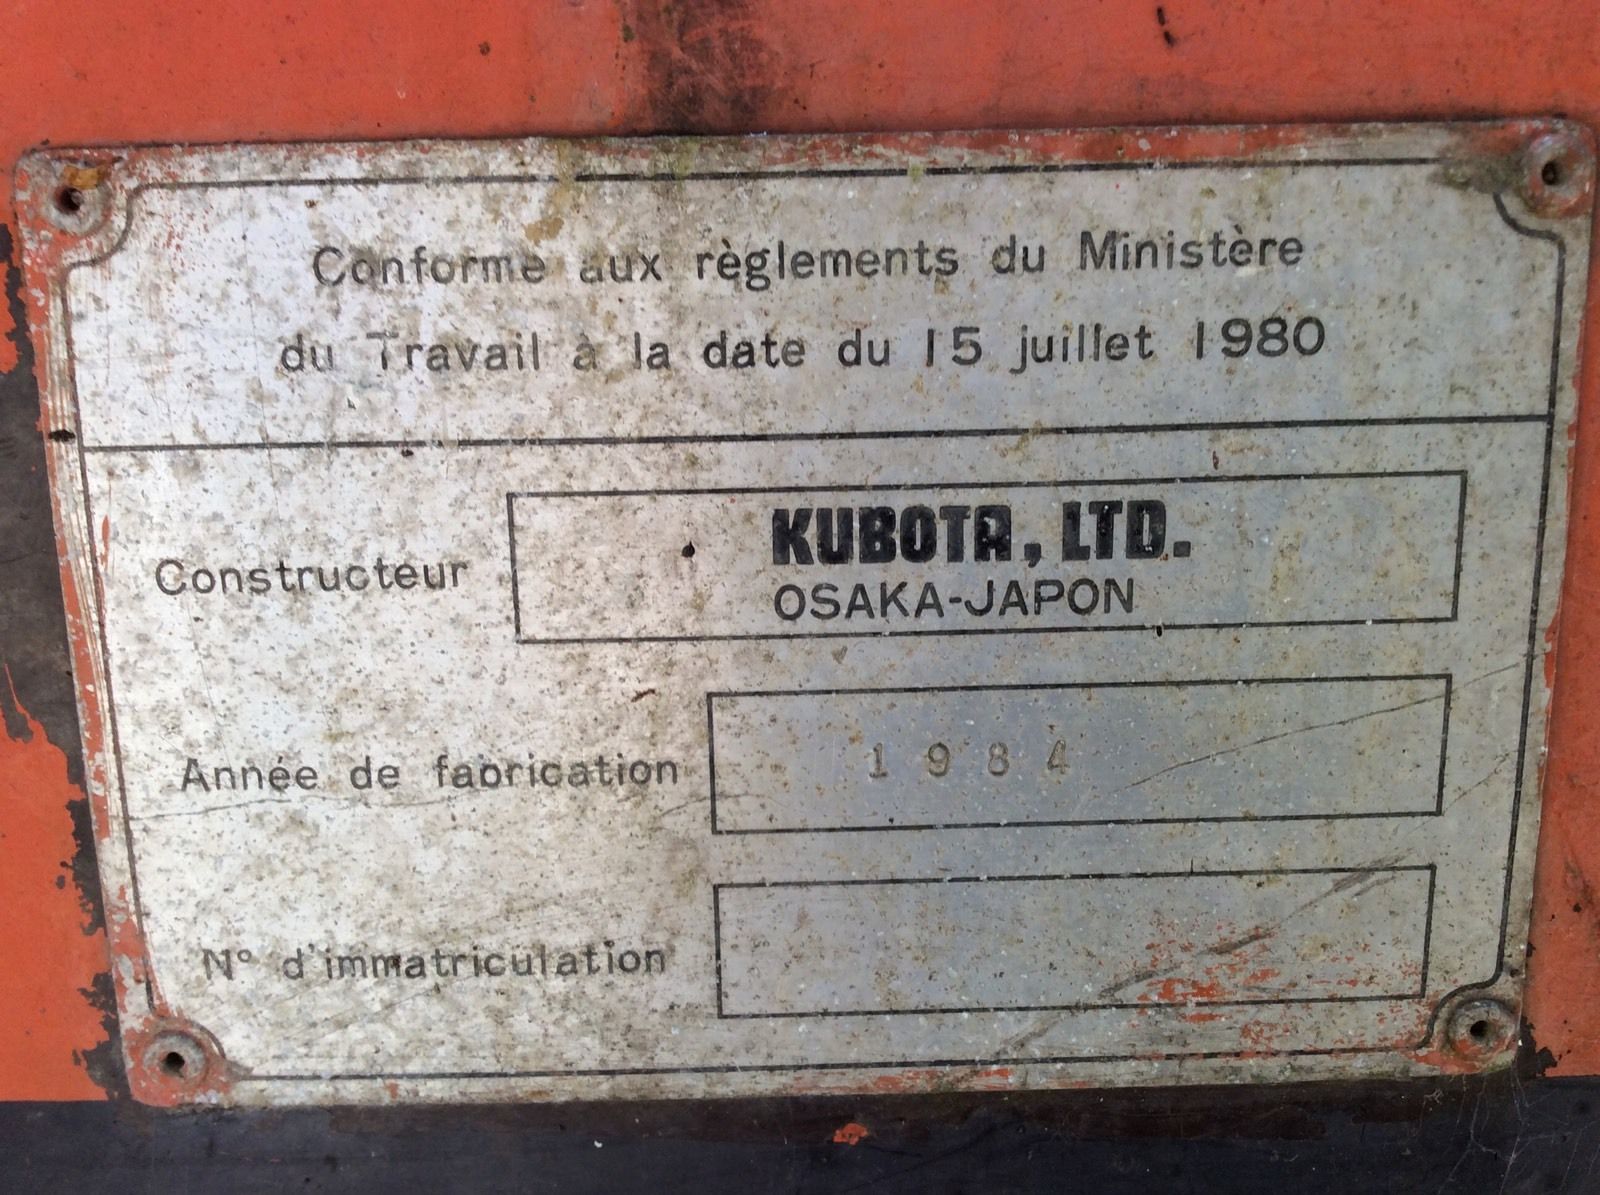 Conforme aux règlements du Ministère
du Travail à la date du 15 juillet 1980
Constructeur
KUBOTA, LTD.
OSAKA-JAPON
Année de fabrication
1984
N° d'immatriculation